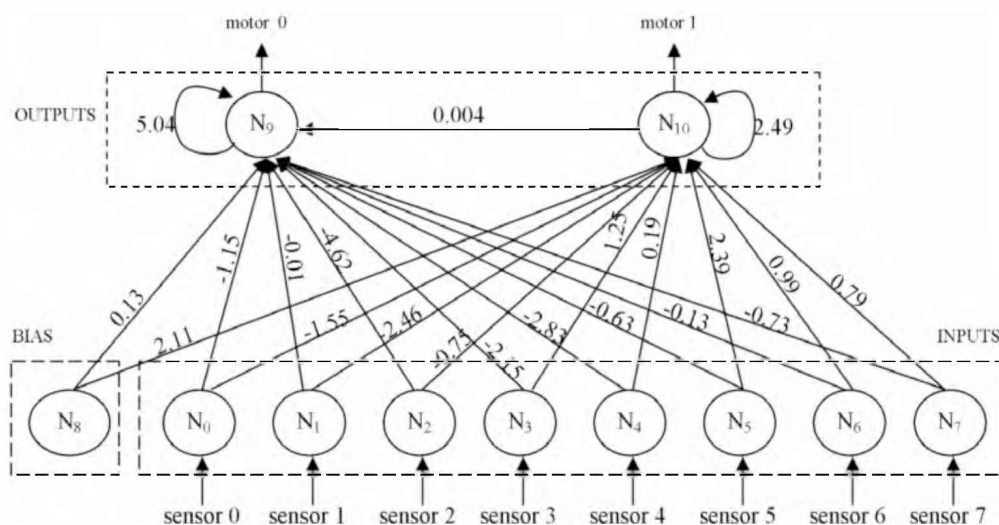 motor 0
motor 1
OUTPUTS
5.04
N9
0.004
N10
2.49
0.13
2.11
-1.15
-1.55
-0.01
-2.46
-4.62
-0.75
-2.15
1.25
-2.83
0.19
-0.63
2.39
-0.13
0.99
-0.73
0.79
BIAS
INPUTS
N8
N0
N1
N2
N3
N4
N5
N6
N7
sensor 0
sensor 1
sensor 2
sensor 3
sensor 4
sensor 5
sensor 6
sensor 7